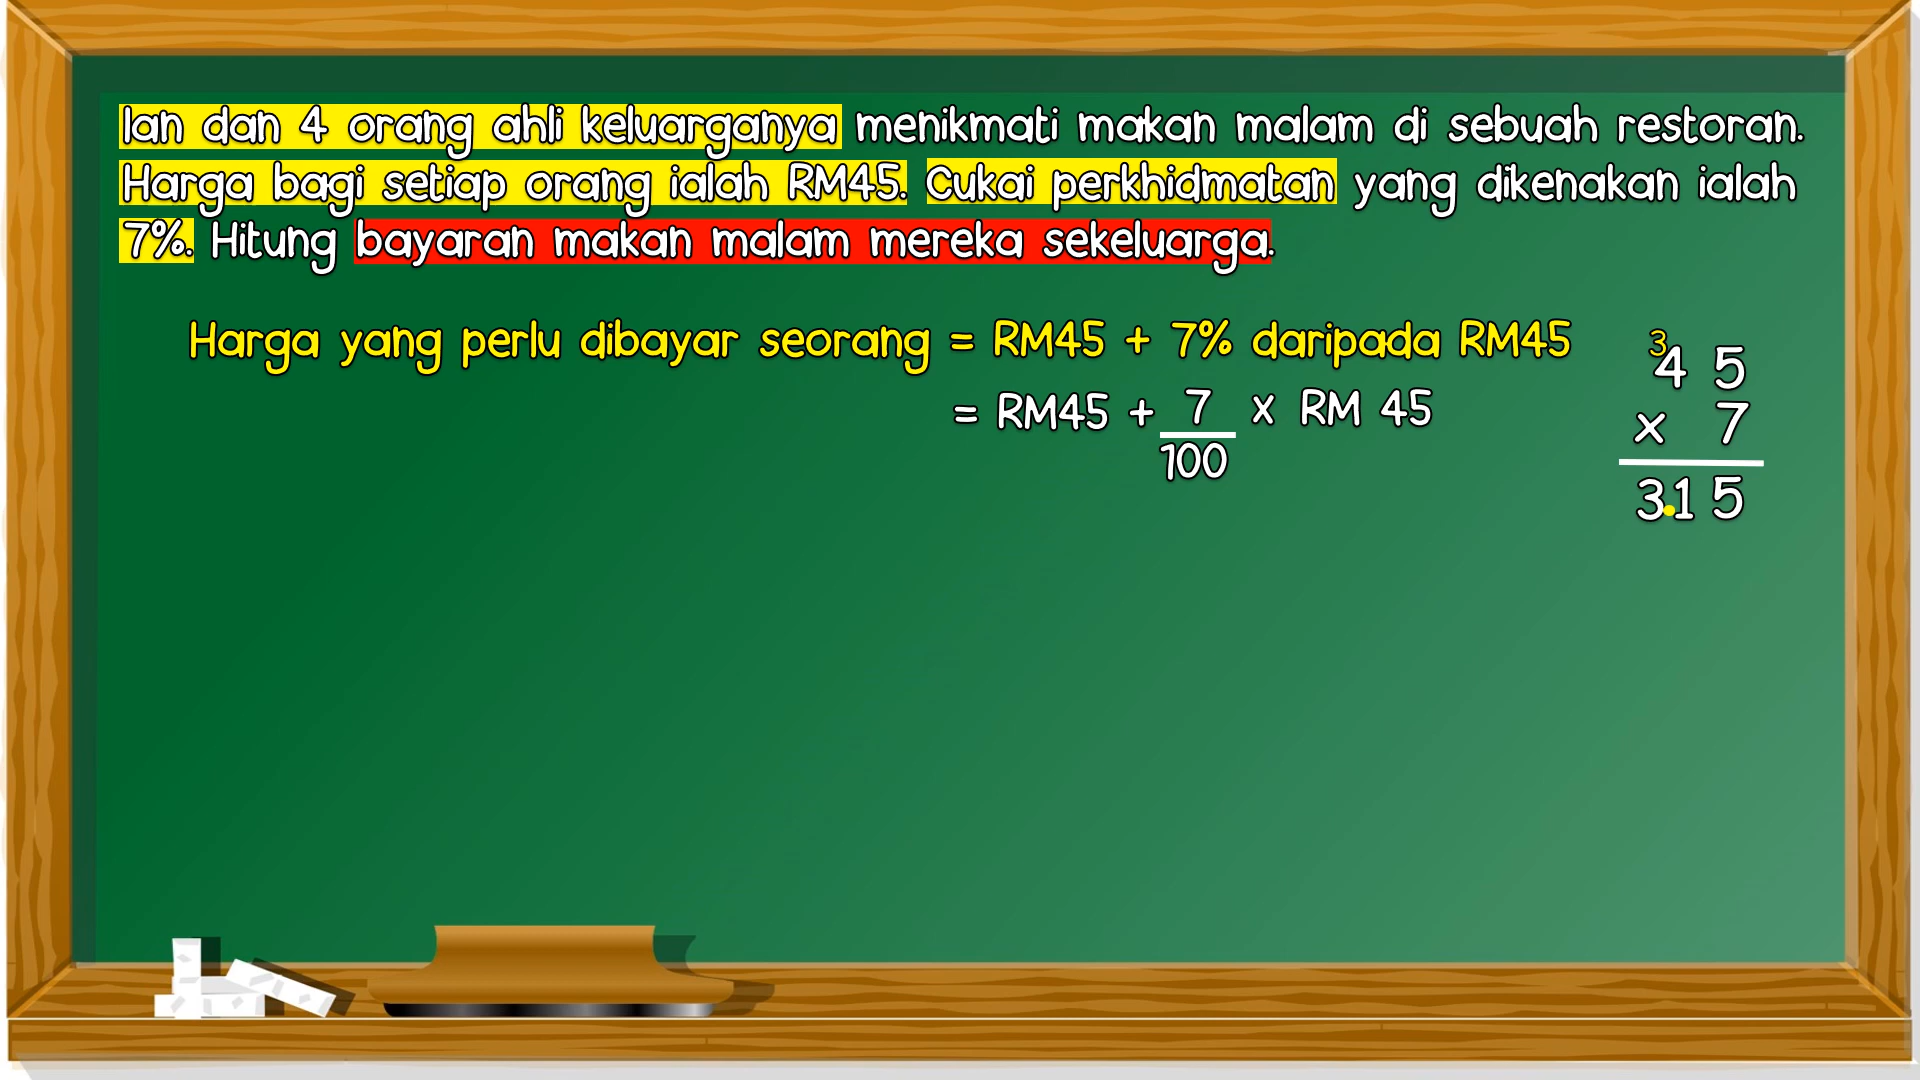 Ian dan 4 orang ahli keluarganya menikmati makan malam di sebuah restoran.
Harga bagi setiap orang ialah RM45. Cukai perkhidmatan yang dikenakan ialah
7%. Hitung bayaran makan malam mereka sekeluarga.
Harga yang perlu dibayar seorang = RM45 + 7% daripada RM45
= RM45 + 7/100 x RM 45
3
4 5
x 7
3.1 5